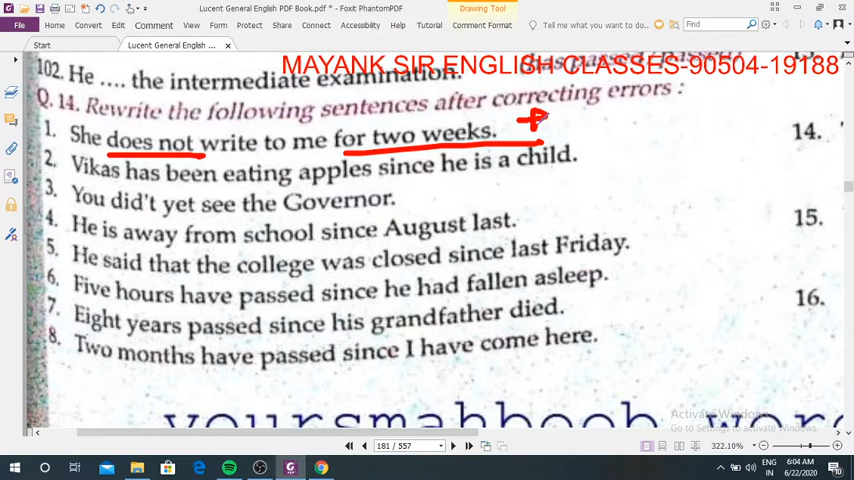 Lucent General English PDF Book.pdf * - Foxit PhantomPDF
Drawing Tool
File Home Convert Edit Comment View Form Protect Share Accessibility Help Tutorial Comment Format Tell me what you want to do.. Find
Start Lucent General English ...
MAYANK SIR ENGLISH CLASSES-90504-19188
102. He .... the intermediate examination.
Q. 14. Rewrite the following sentences after correcting errors :
1. She does not write to me for two weeks.
14.
2. Vikas has been eating apples since he is a child.
3. You did't yet see the Governor.
4. He is away from school since August last.
15.
5. He said that the college was closed since last Friday.
6. Five hours have passed since he had fallen asleep.
16.
7. Eight years passed since his grandfather died.
8. Two months have passed since I have come here.
Activate Windows
Go to Settings to activate Windows.
181 / 557
322.10%
ENG 6:04 AM
IN 6/22/2020